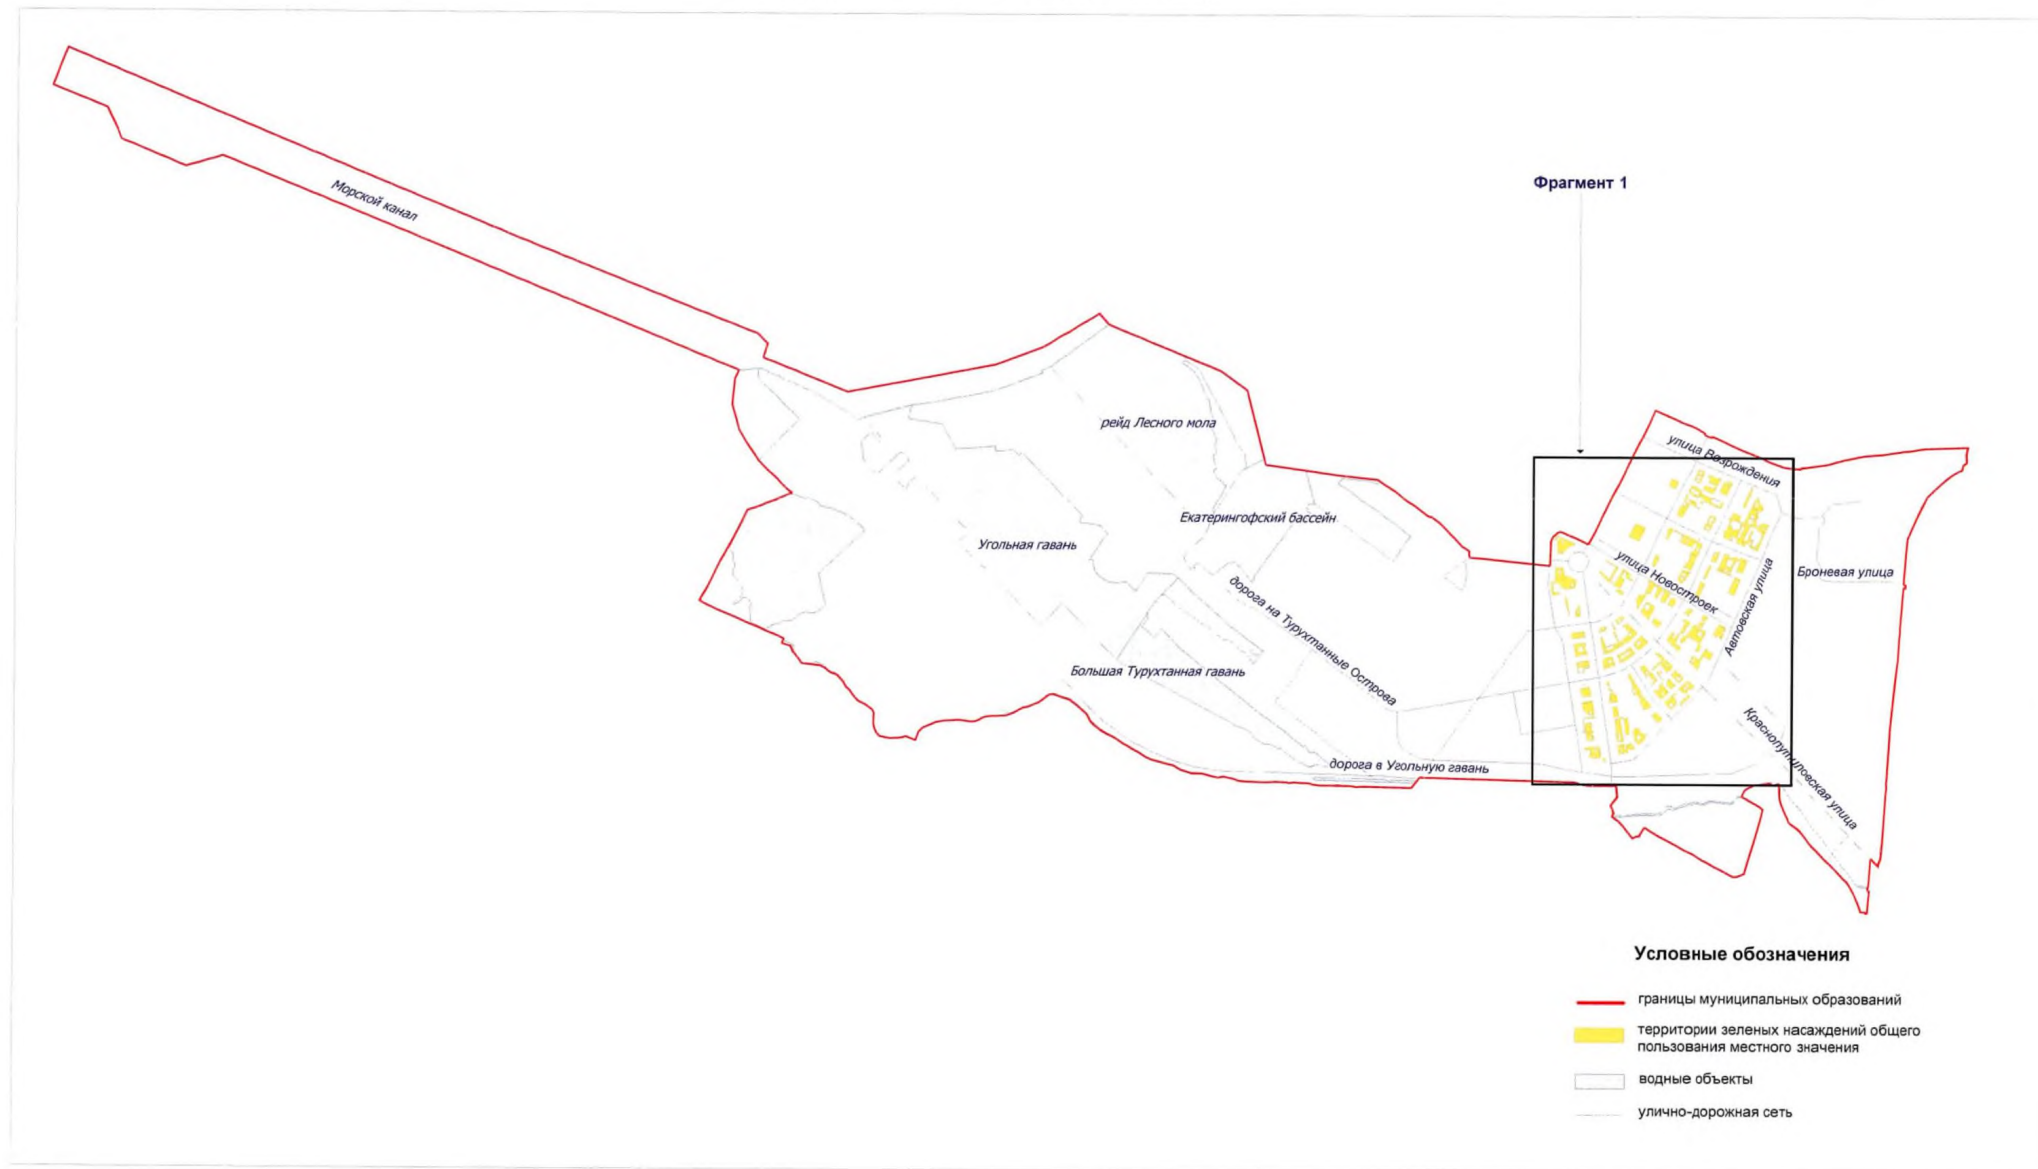 Морской канал
Фрагмент 1
рейд Лесного мола
улица Возрождения
Екатерингофский бассейн
Угольная гавань
улица Новостроек
Автовская улица
Броневая улица
дорога на Турухтанные Острова
Большая Турухтанная гавань
Краснопутиловская улица
дорога в Угольную гавань
Условные обозначения
границы муниципальных образований
территории зеленых насаждений общего
пользования местного значения
водные объекты
улично-дорожная сеть